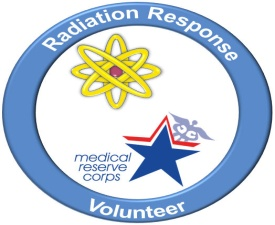 Radiation Response
medical
reserve
corps
Volunteer